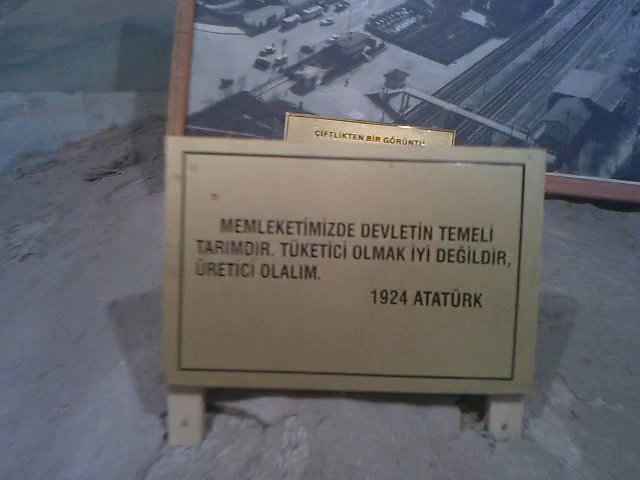 ÇİFTLİKTEN BİR GÖRÜNTÜ
MEMLEKETİMİZDE DEVLETİN TEMELİ
TARIMDIR. TÜKETİCİ OLMAK İYİ DEĞİLDİR,
ÜRETİCİ OLALIM.
1924 ATATÜRK